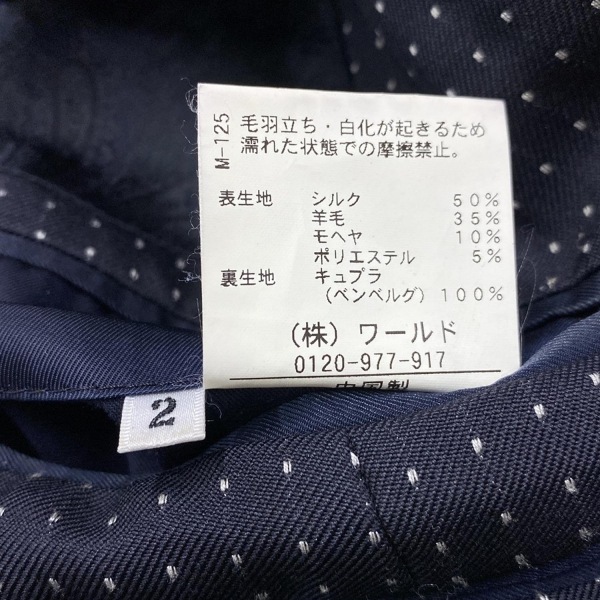 M-125
毛羽立ち・白化が起きるため
濡れた状態での摩擦禁止。
表生地 シルク 50%
羊毛 35%
モヘヤ 10%
ポリエステル 5%
裏生地 キュプラ
(ベンベルグ) 100%
(株) ワールド
0120-977-917
中国製
2